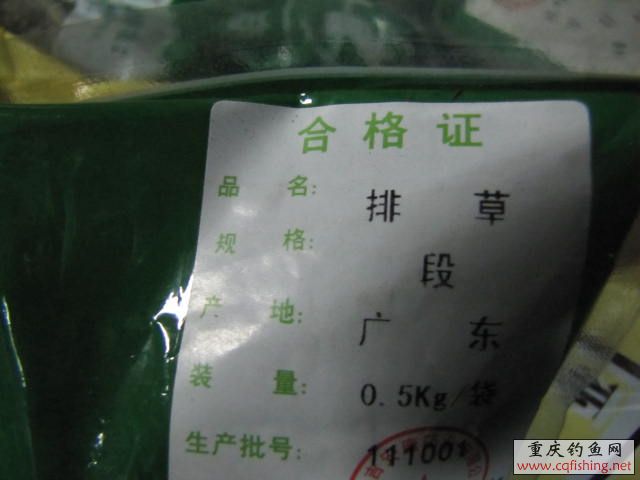 合格证
品 名: 排 草
规 格: 段
产 地: 广 东
装 量: 0.5Kg/袋
生产批号: 111001
重庆钓鱼网
www.cqfishing.net